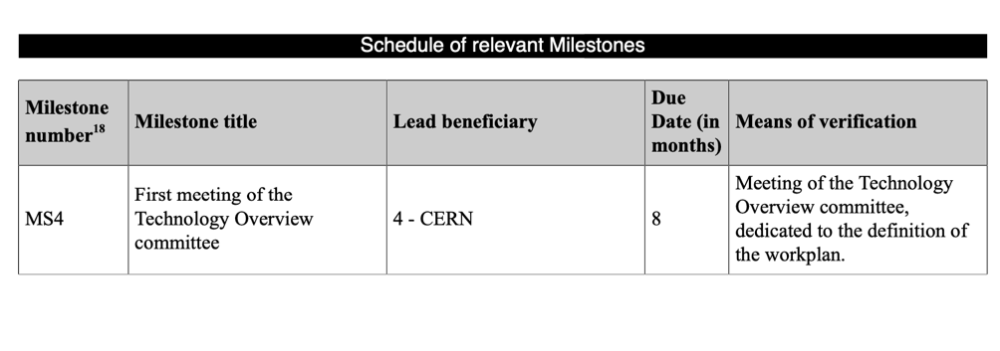 Schedule of relevant Milestones
Milestone number18
Milestone title
Lead beneficiary
Due Date (in months)
Means of verification
MS4
First meeting of the
Technology Overview
committee
4 - CERN
8
Meeting of the Technology
Overview committee,
dedicated to the definition of
the workplan.